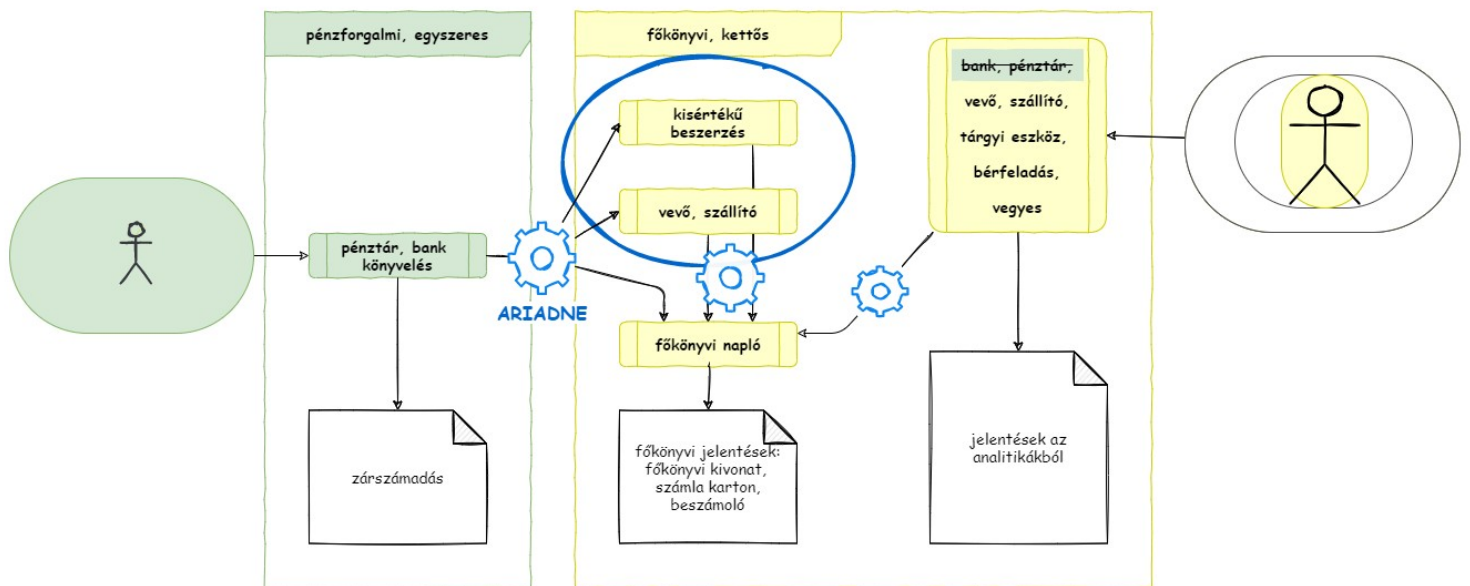 pénzforgalmi, egyszeres
főkönyvi, kettős
bank, pénztár,
vevő, szállító,
tárgyi eszköz,
bérfeladás,
vegyes
kisértékű
beszerzés
vevő, szállító
pénztár, bank
könyvelés
ARIADNE
főkönyvi napló
zárszámadás
főkönyvi jelentések:
főkönyvi kivonat,
számla karton,
beszámoló
jelentések az
analitikákból